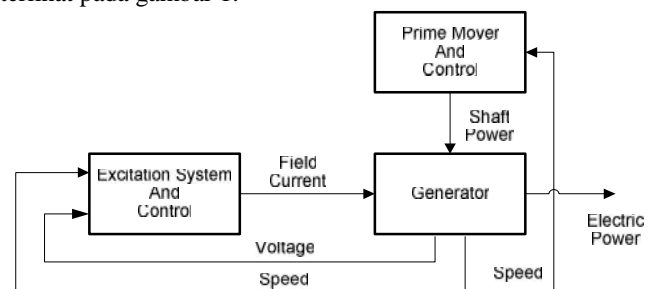 terlihat pada gambar 1.
Prime Mover
And
Control
Shaft
Power
Excitation System
And
Control
Field
Current
Generator
Electric
Power
Voltage
Speed
Speed